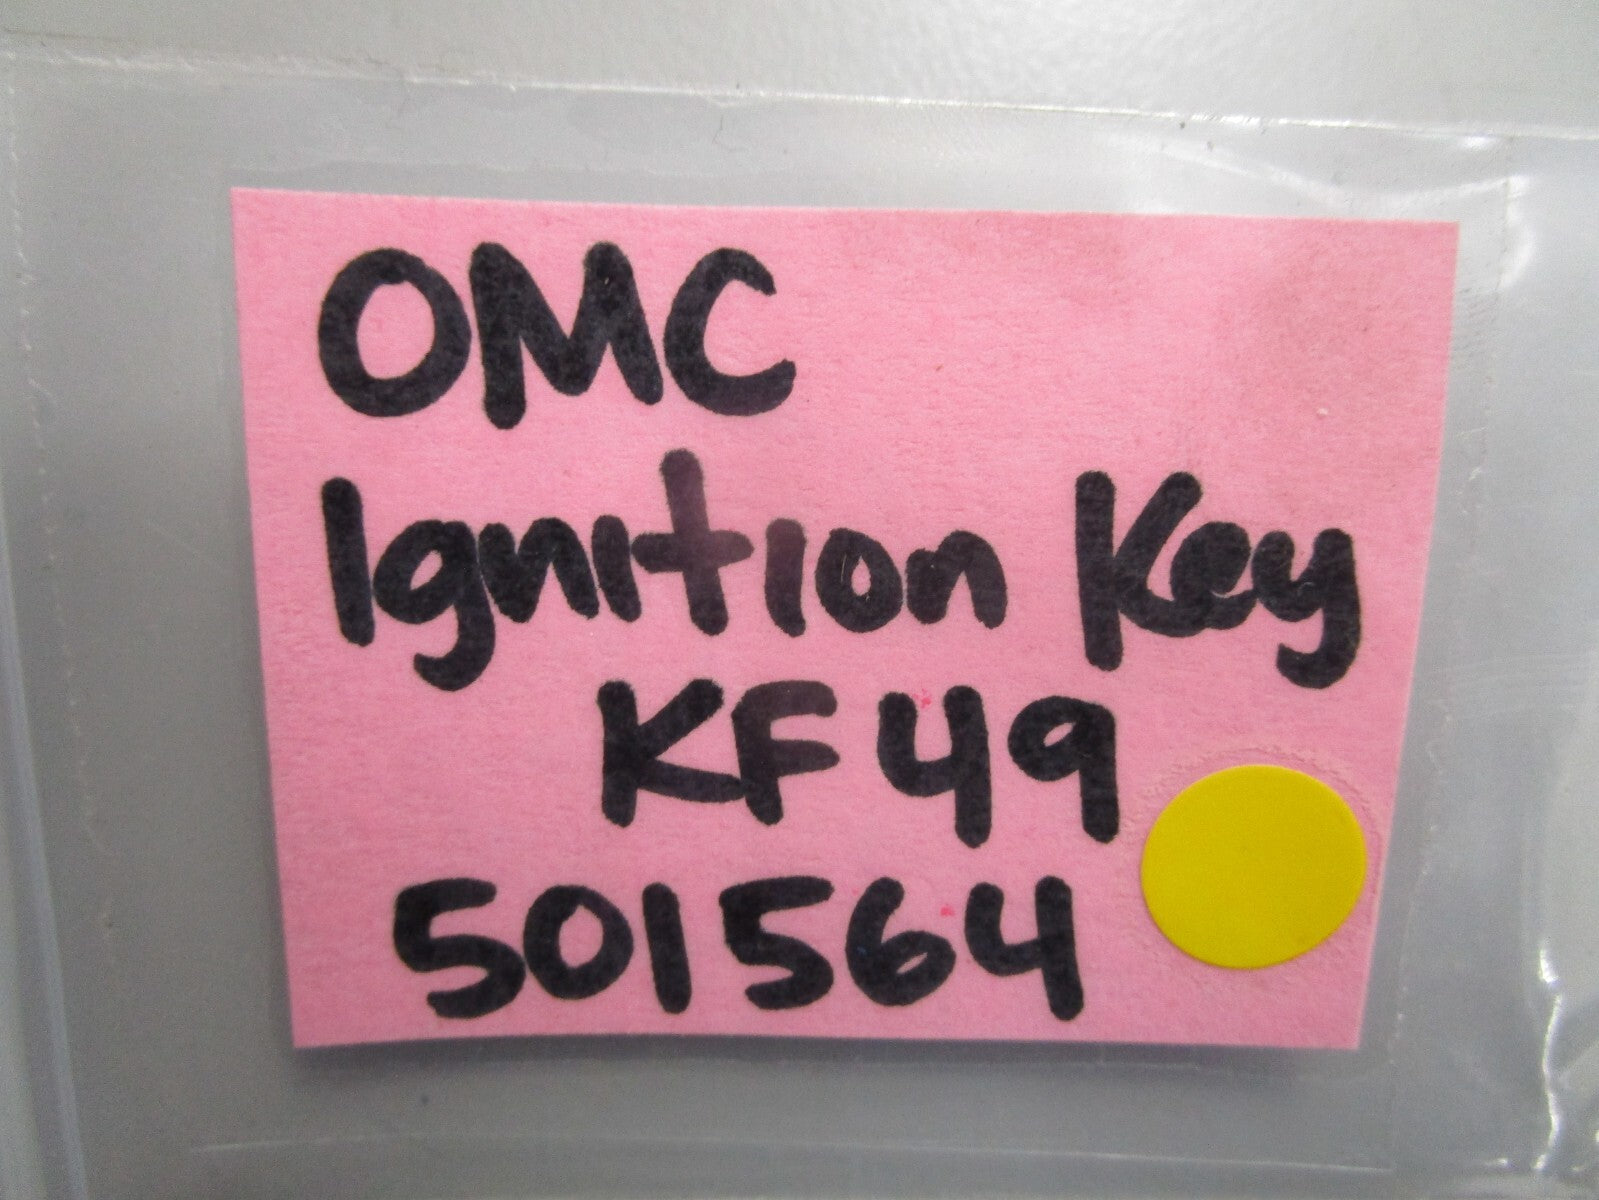 OMC
Ignition Key
KF49
501564